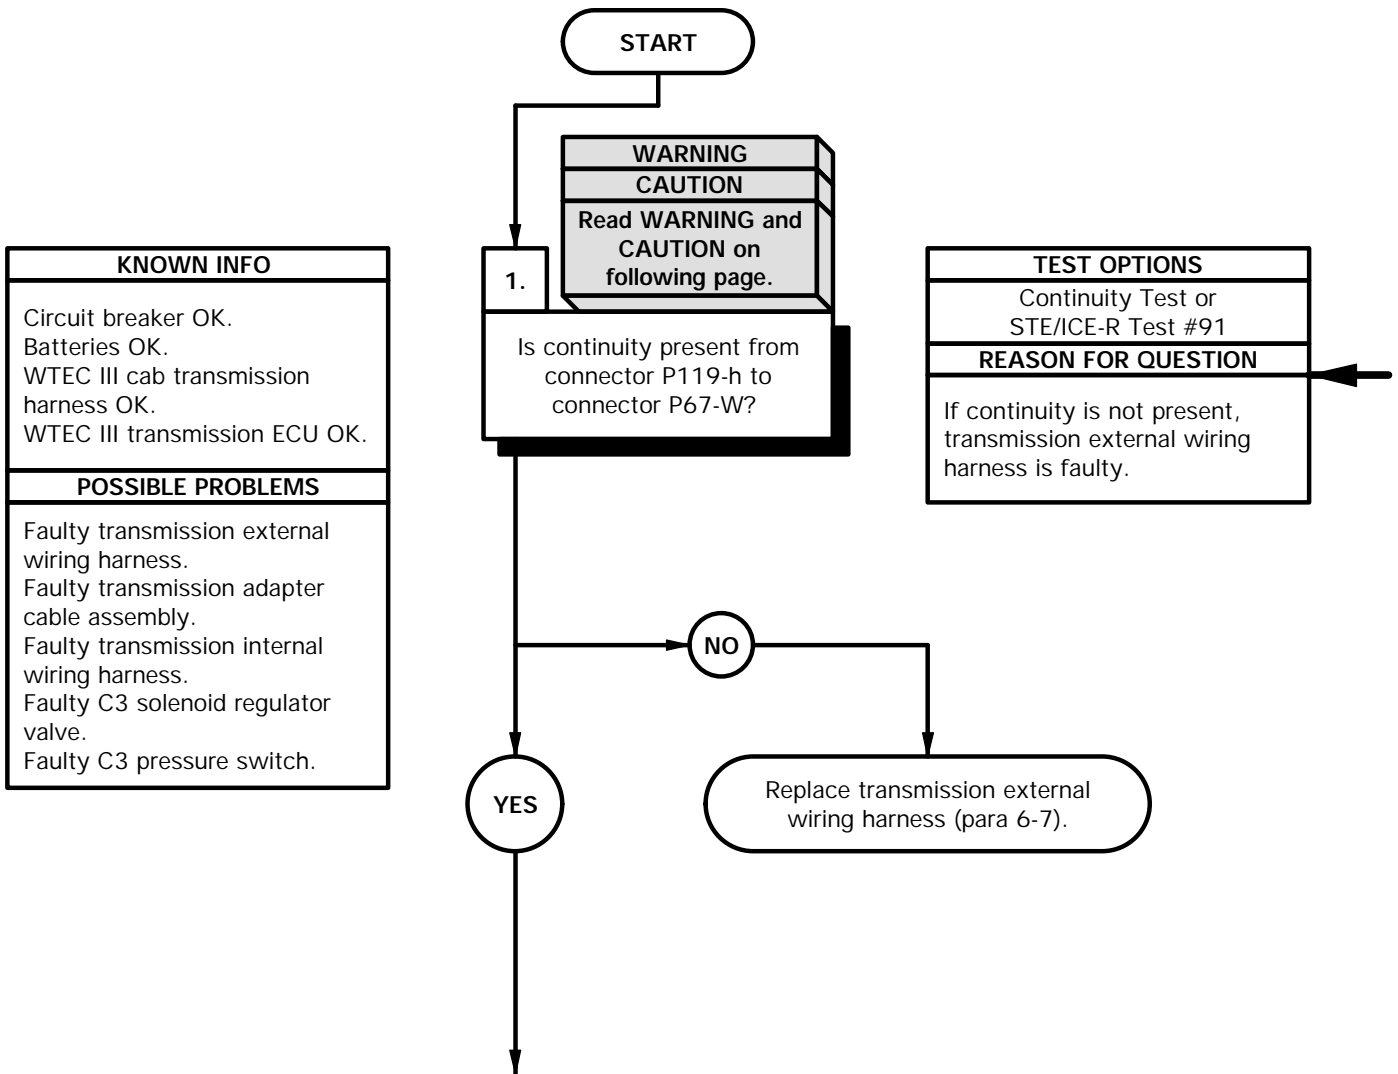 START
WARNING
CAUTION
Read WARNING and
CAUTION on
following page.
1.
Is continuity present from
connector P119-h to
connector P67-W?
KNOWN INFO
Circuit breaker OK.
Batteries OK.
WTEC III cab transmission
harness OK.
WTEC III transmission ECU OK.
POSSIBLE PROBLEMS
Faulty transmission external
wiring harness.
Faulty transmission adapter
cable assembly.
Faulty transmission internal
wiring harness.
Faulty C3 solenoid regulator
valve.
Faulty C3 pressure switch.
TEST OPTIONS
Continuity Test or
STE/ICE-R Test #91
REASON FOR QUESTION
If continuity is not present,
transmission external wiring
harness is faulty.
NO
YES
Replace transmission external
wiring harness (para 6-7).